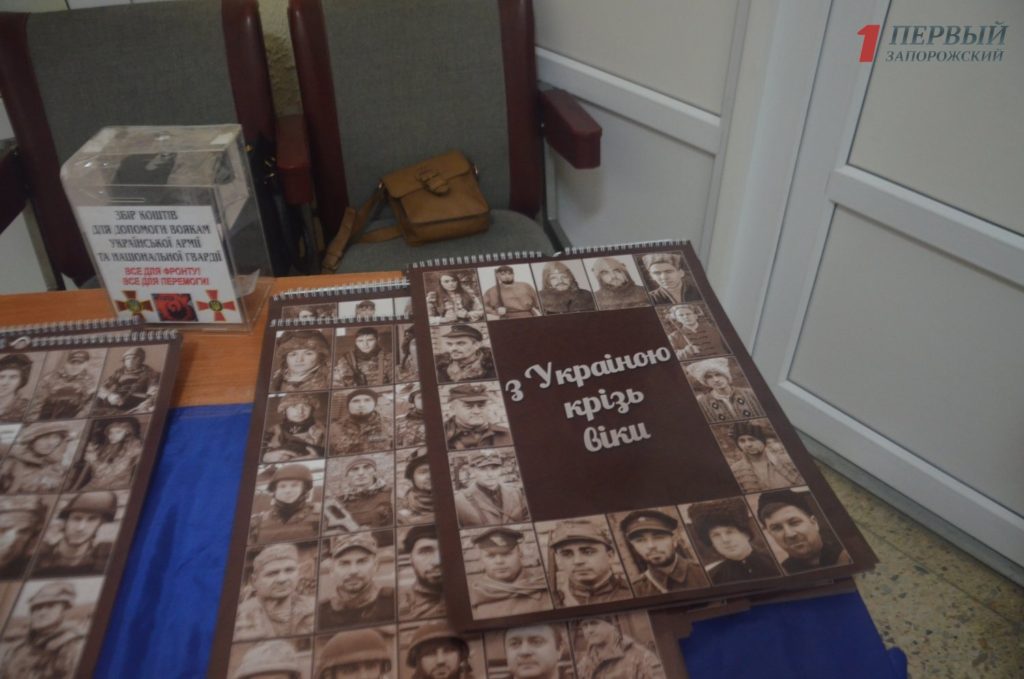 1 ПЕРВЫЙ
ЗАПОРОЖСКИЙ
ЗБІР КОШТІВ
ДЛЯ ДОПОМОГИ ВОЯКАМ
УКРАЇНСЬКОЇ АРМІЇ
ТА НАЦІОНАЛЬНОЇ ГВАРДІЇ
ВСЕ ДЛЯ ФРОНТУ!
ВСЕ ДЛЯ ПЕРЕМОГИ!
з Україною
крізь
віки